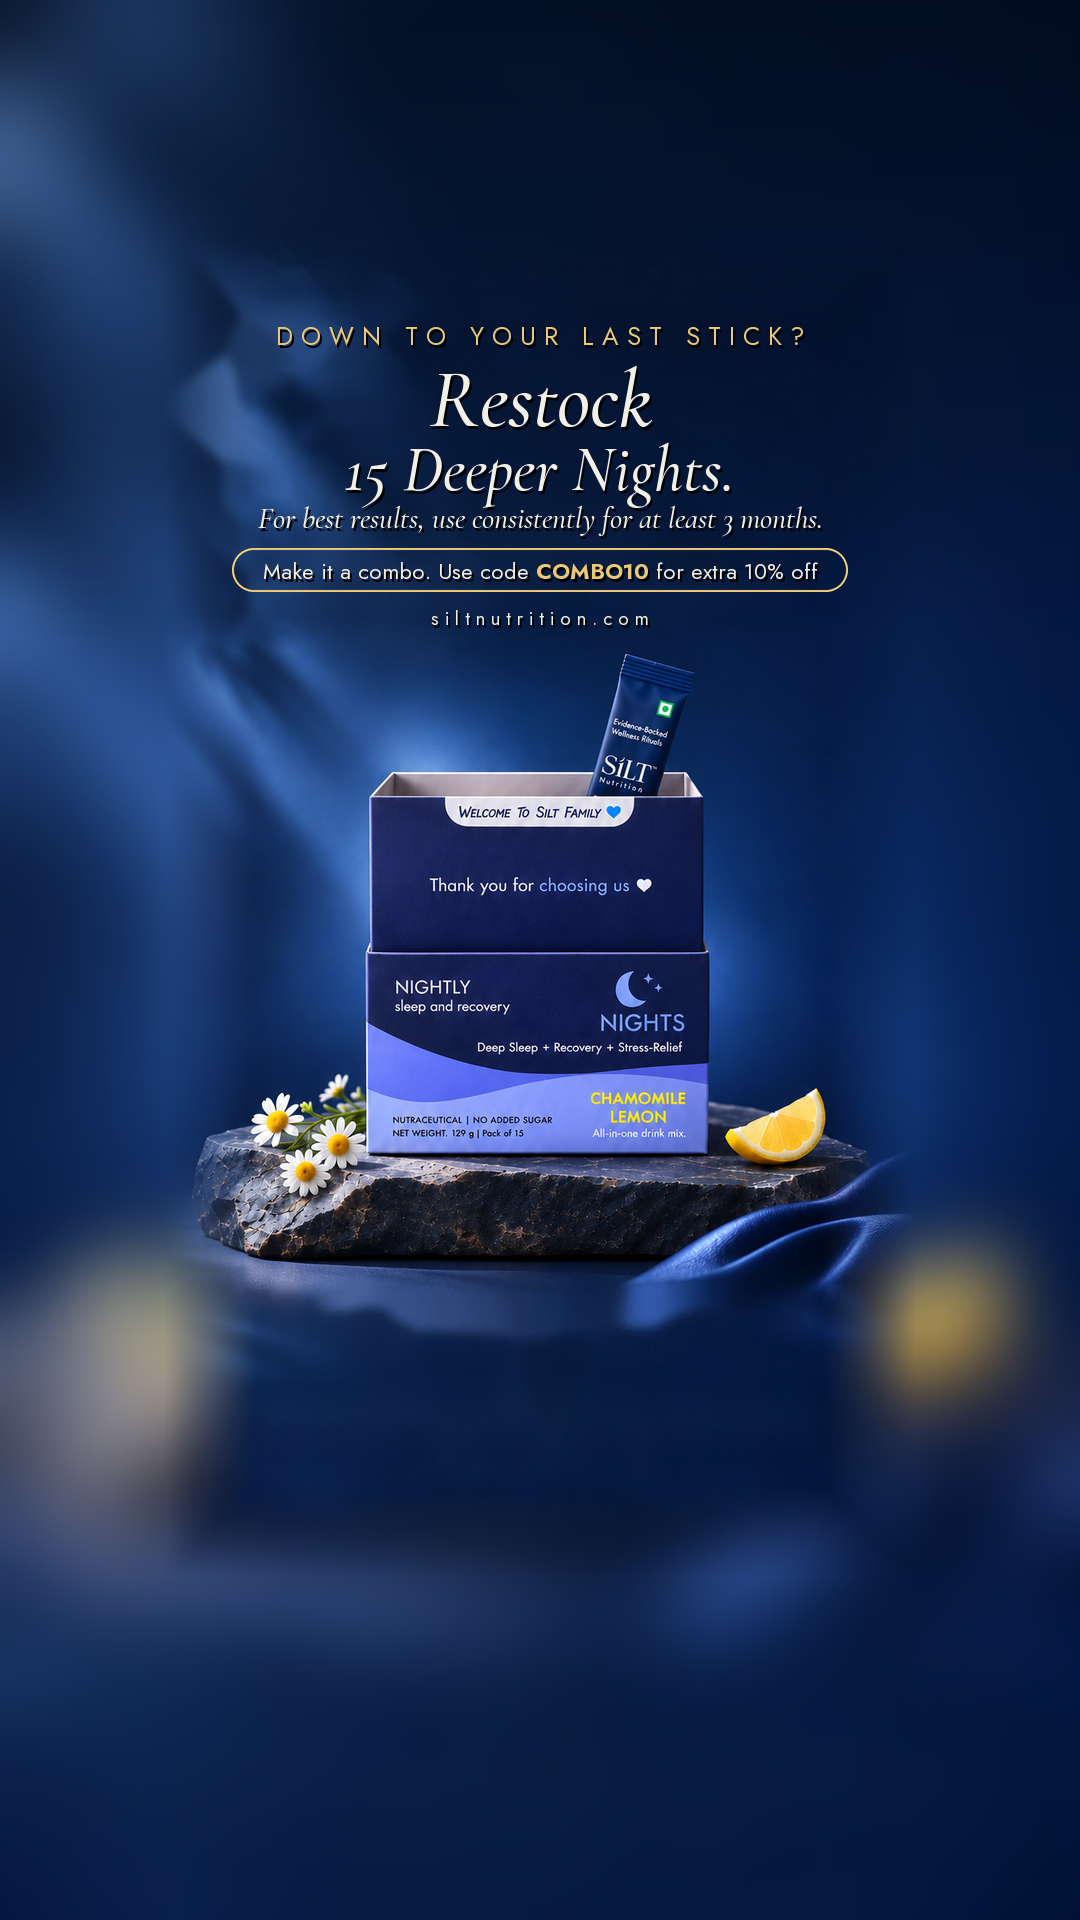 DOWN TO YOUR LAST STICK?
Restock
15 Deeper Nights.
For best results, use consistently for at least 3 months.
Make it a combo. Use code COMBO10 for extra 10% off
siltnutrition.com
Evidence-Backed
Wellness Rituals
SiLT™
Nutrition
WELCOME TO SILT FAMILY 💙
Thank you for choosing us 🤍
NIGHTLY
sleep and recovery
NIGHTS
Deep Sleep + Recovery + Stress-Relief
CHAMOMILE
LEMON
All-in-one drink mix.
NUTRACEUTICAL | NO ADDED SUGAR
NET WEIGHT. 129 g | Pack of 15